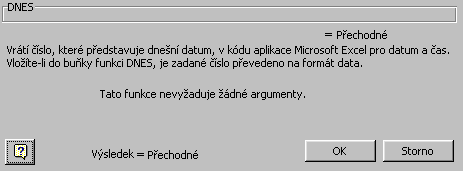 DNES
= Přechodné
Vrátí číslo, které představuje dnešní datum, v kódu aplikace Microsoft Excel pro datum a čas.
Vložíte-li do buňky funkci DNES, je zadané číslo převedeno na formát data.
Tato funkce nevyžaduje žádné argumenty.
Výsledek = Přechodné
OK
Storno